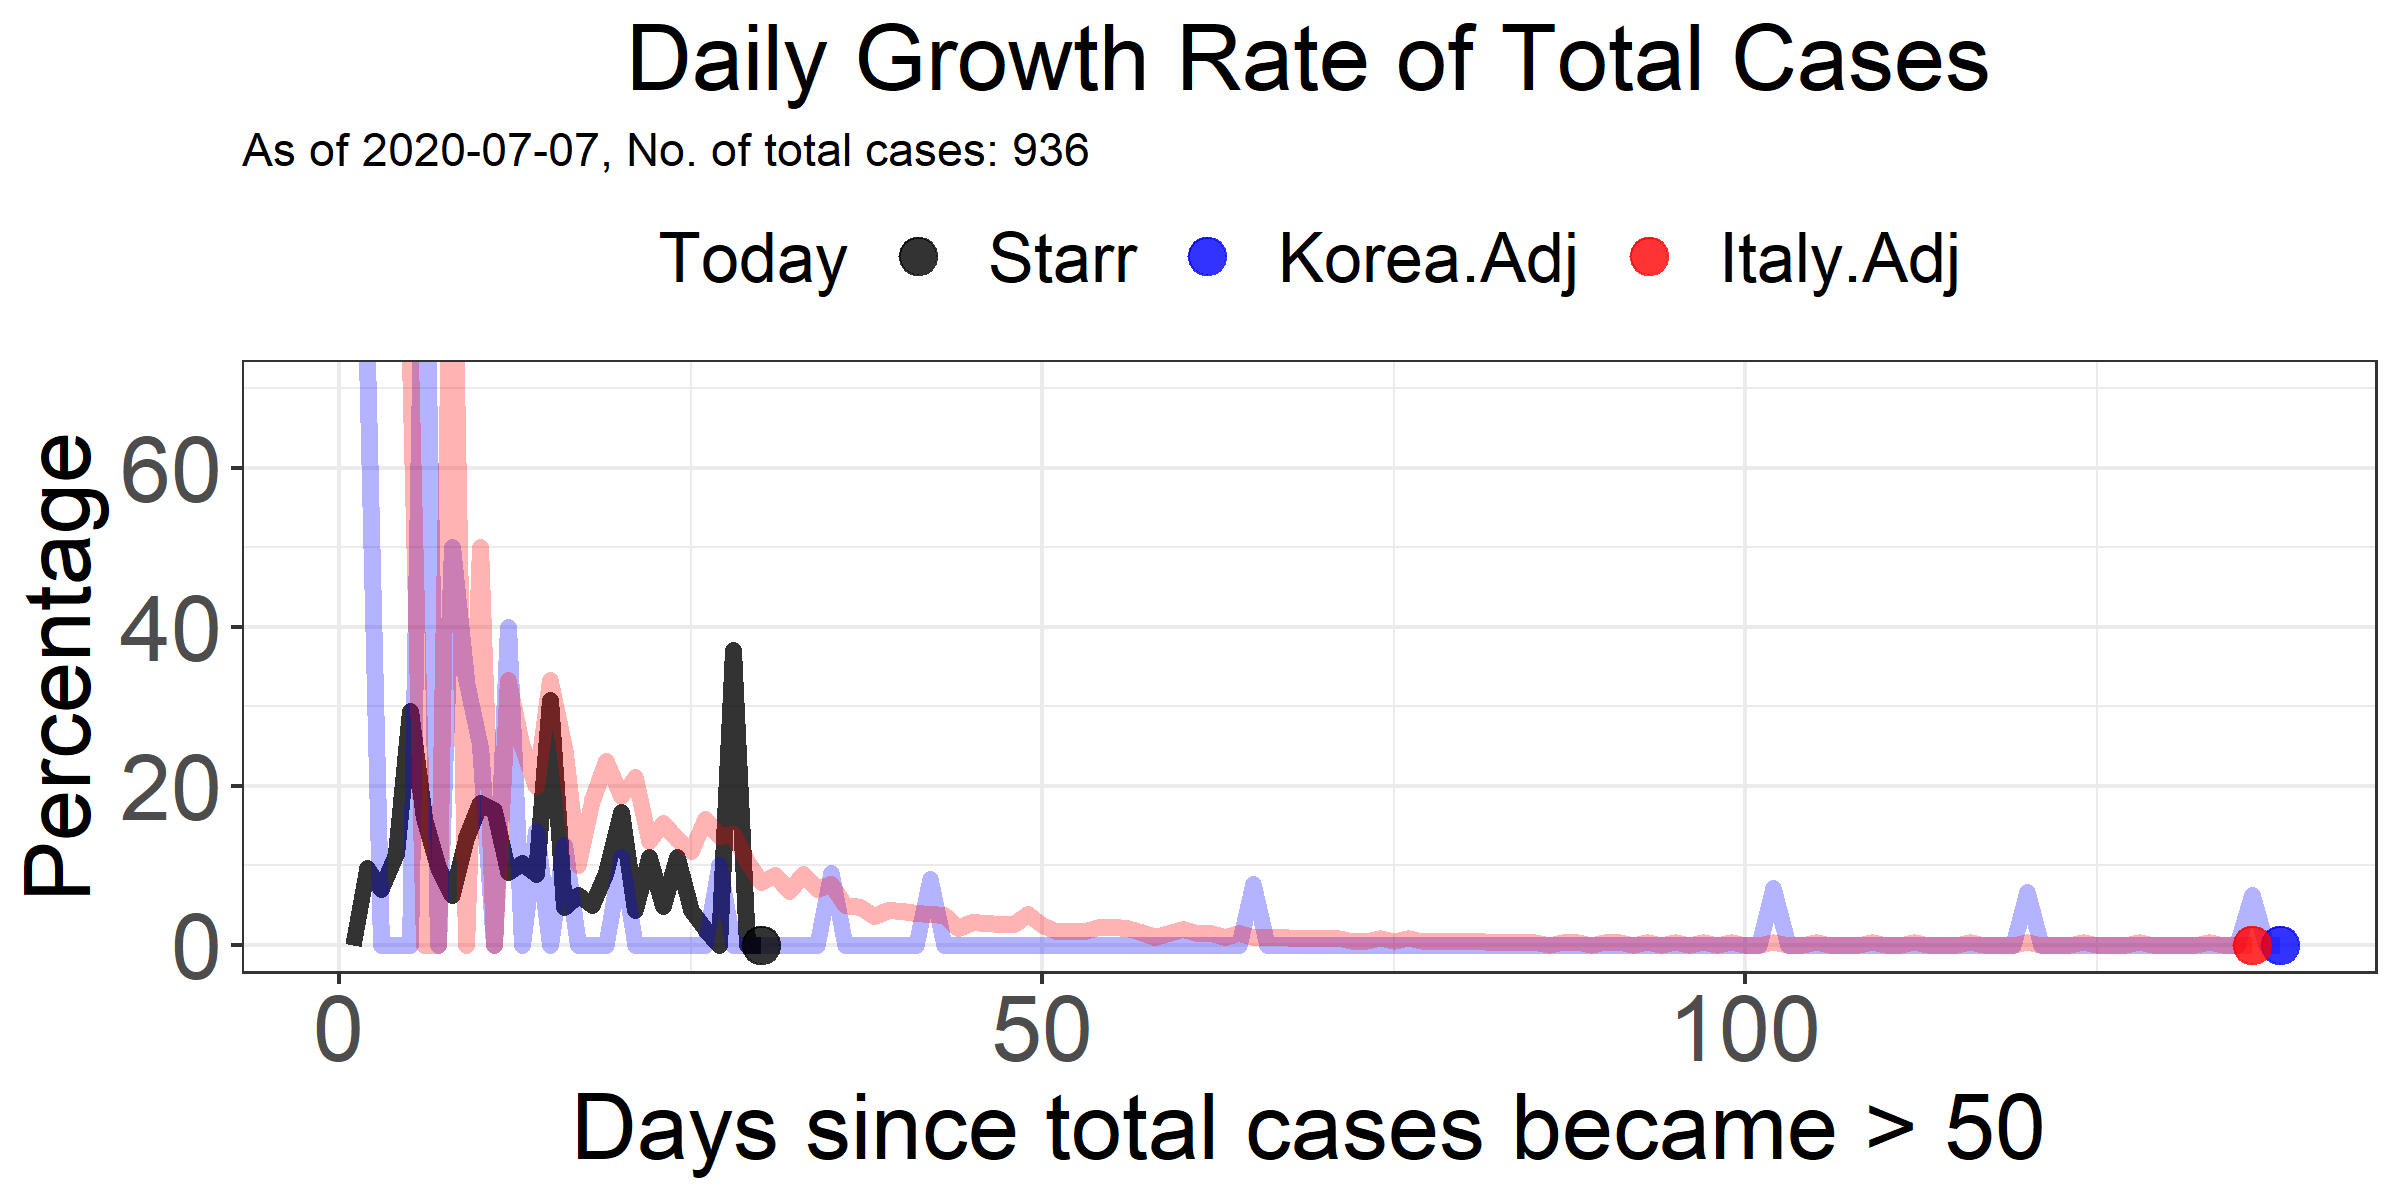 Daily Growth Rate of Total Cases
As of 2020-07-07, No. of total cases: 936
Today Starr Korea.Adj Italy.Adj
Percentage
60
40
20
0
0 50 100
Days since total cases became > 50